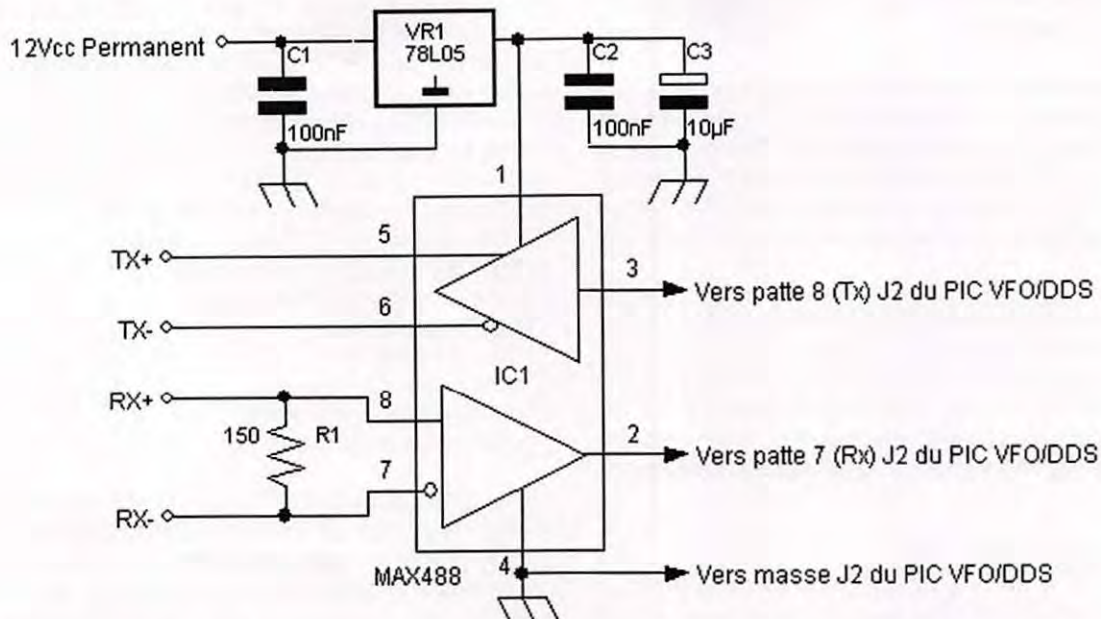 12Vcc Permanent
VR1
78L05
C1
100nF
C2
100nF
C3
10µF
1
TX+
5
3
Vers patte 8 (Tx) J2 du PIC VFO/DDS
TX-
6
IC1
RX+
8
150
R1
2
Vers patte 7 (Rx) J2 du PIC VFO/DDS
7
RX-
MAX488
4
Vers masse J2 du PIC VFO/DDS